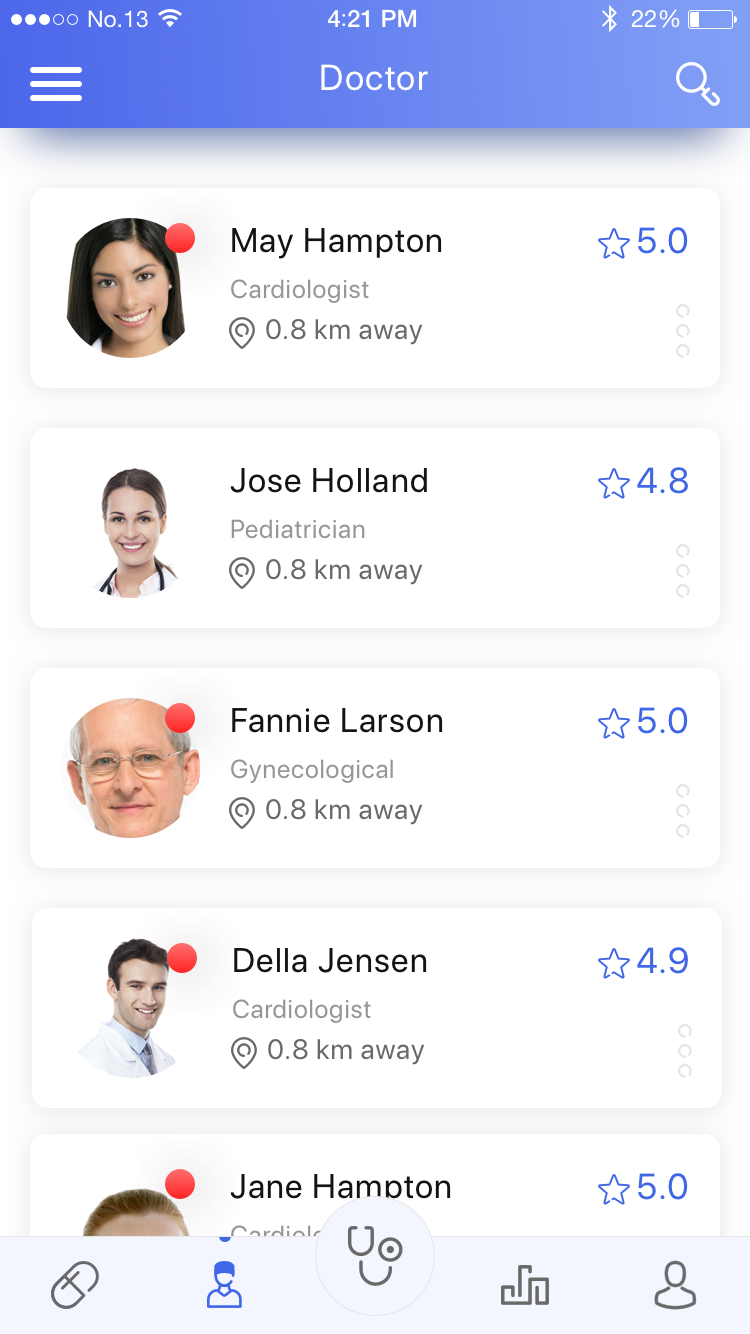 No.13 4:21 PM 22%
Doctor
May Hampton 5.0
Cardiologist
0.8 km away
Jose Holland 4.8
Pediatrician
0.8 km away
Fannie Larson 5.0
Gynecological
0.8 km away
Della Jensen 4.9
Cardiologist
0.8 km away
Jane Hampton 5.0